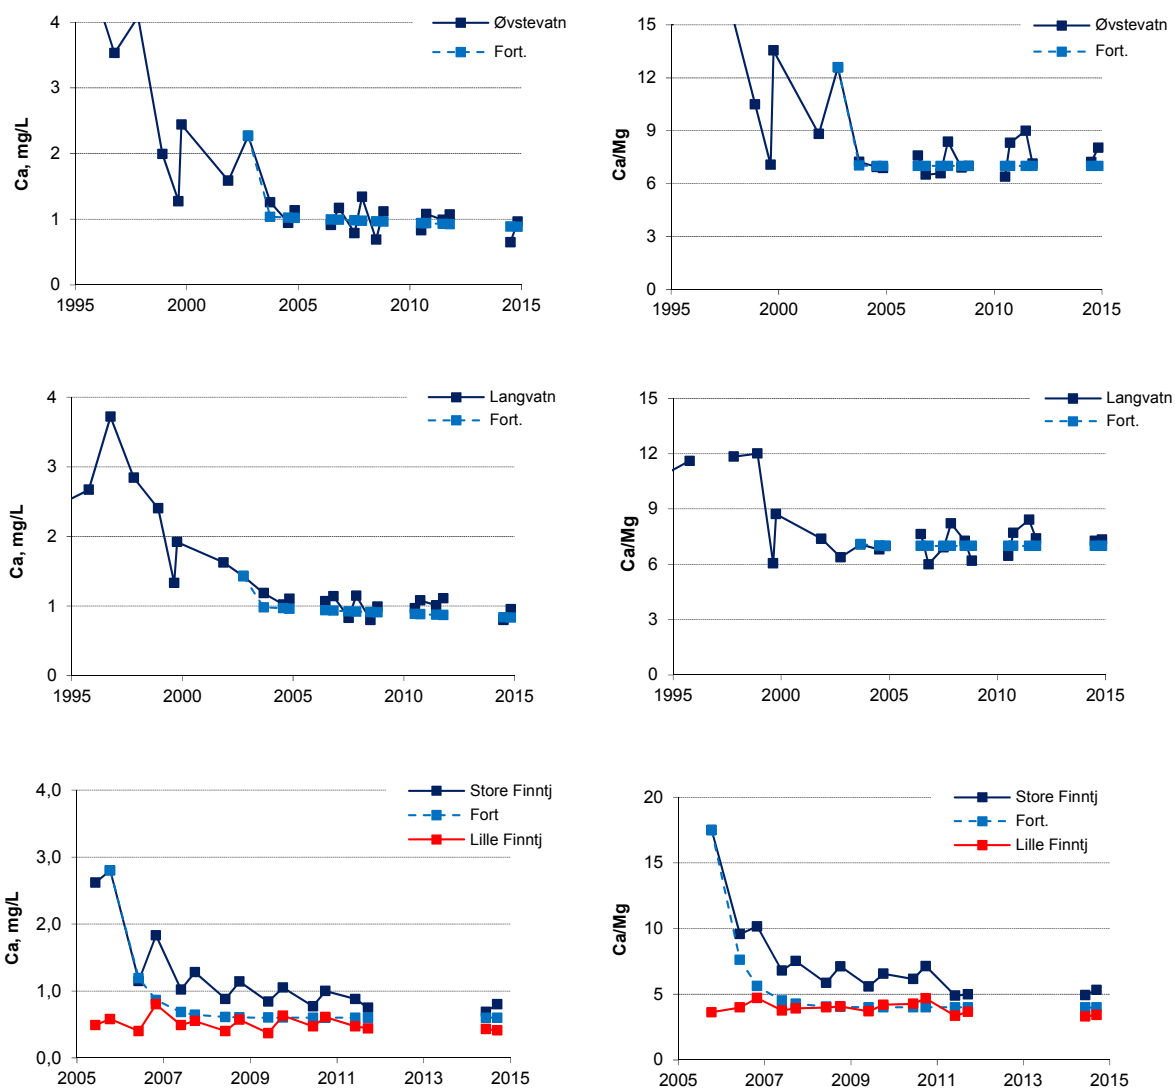 Øvstevatn
Fort.
Ca, mg/L
4
3
2
1
0
1995 2000 2005 2010 2015
Øvstevatn
Fort.
Ca/Mg
15
12
9
6
3
0
1995 2000 2005 2010 2015
Langvatn
Fort.
Ca, mg/L
4
3
2
1
0
1995 2000 2005 2010 2015
Langvatn
Fort.
Ca/Mg
15
12
9
6
3
0
1995 2000 2005 2010 2015
Store Finntj
Fort
Lille Finntj
Ca, mg/L
4,0
3,0
2,0
1,0
0,0
2005 2007 2009 2011 2013 2015
Store Finntj
Fort.
Lille Finntj
Ca/Mg
20
15
10
5
0
2005 2007 2009 2011 2013 2015